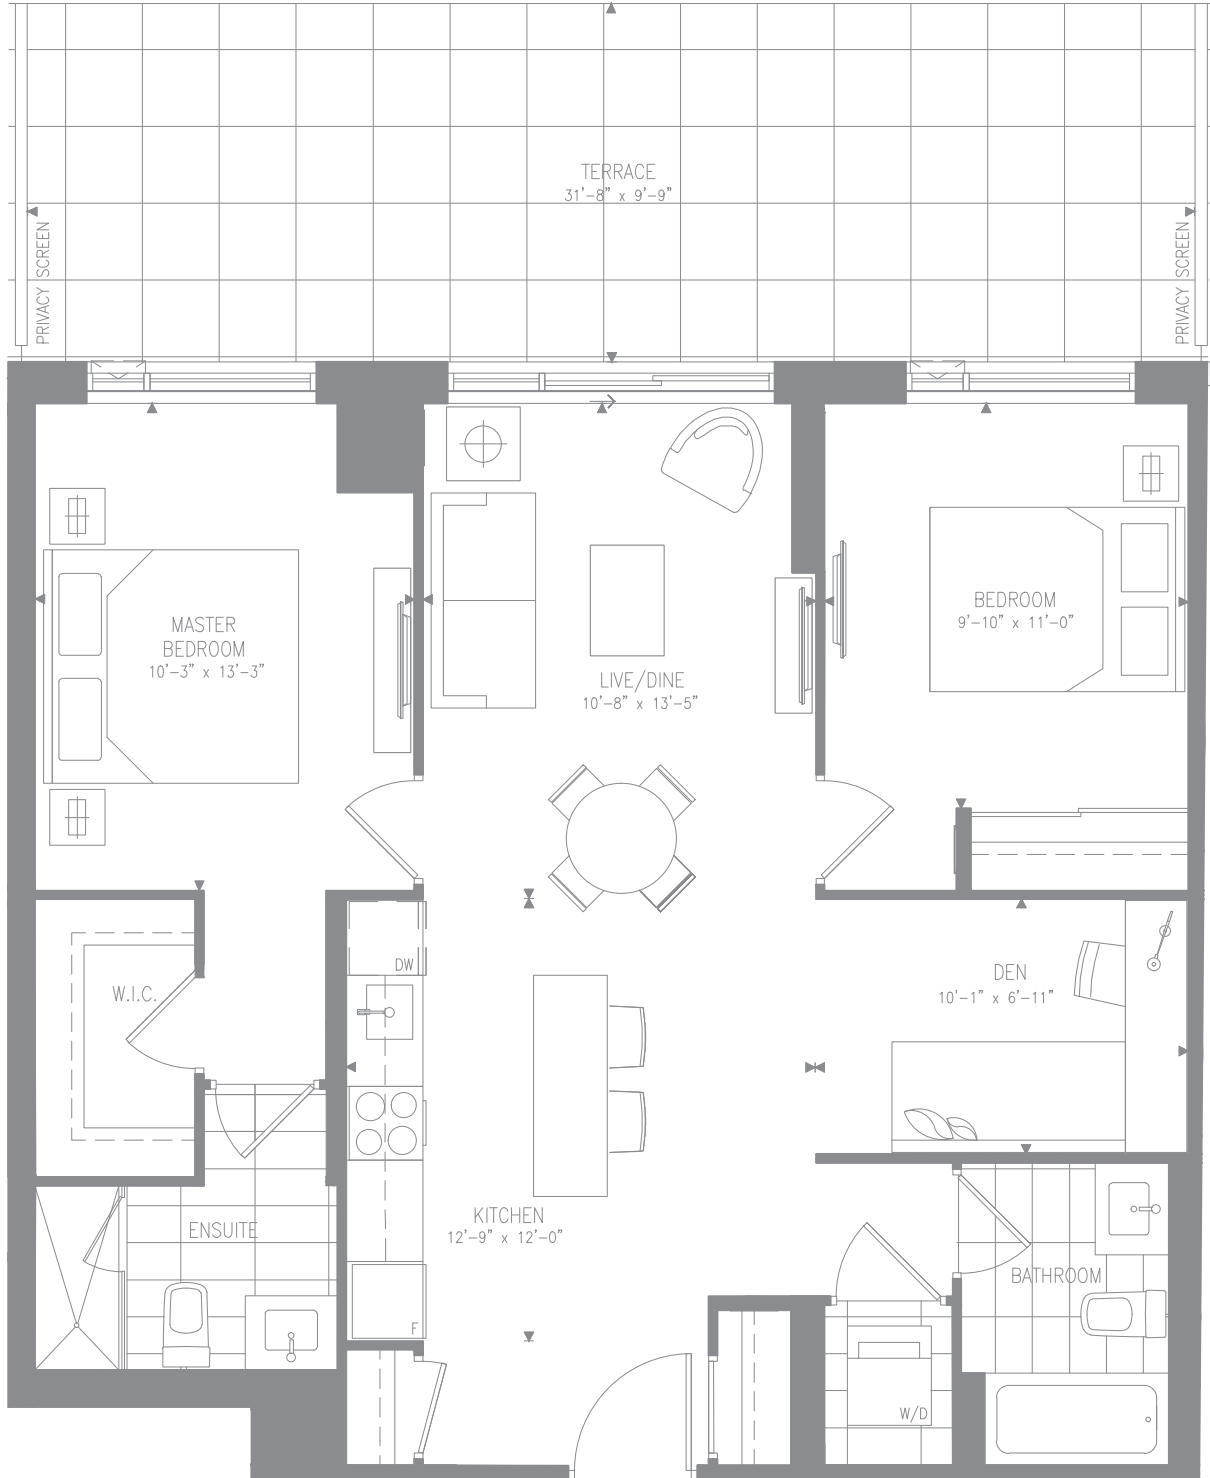 TERRACE
31'-8" x 9'-9"
PRIVACY SCREEN
PRIVACY SCREEN
MASTER
BEDROOM
10'-3" x 13'-3"
LIVE/DINE
10'-8" x 13'-5"
BEDROOM
9'-10" x 11'-0"
W.I.C.
DW
DEN
10'-1" x 6'-11"
ENSUITE
KITCHEN
12'-9" x 12'-0"
F
BATHROOM
W/D